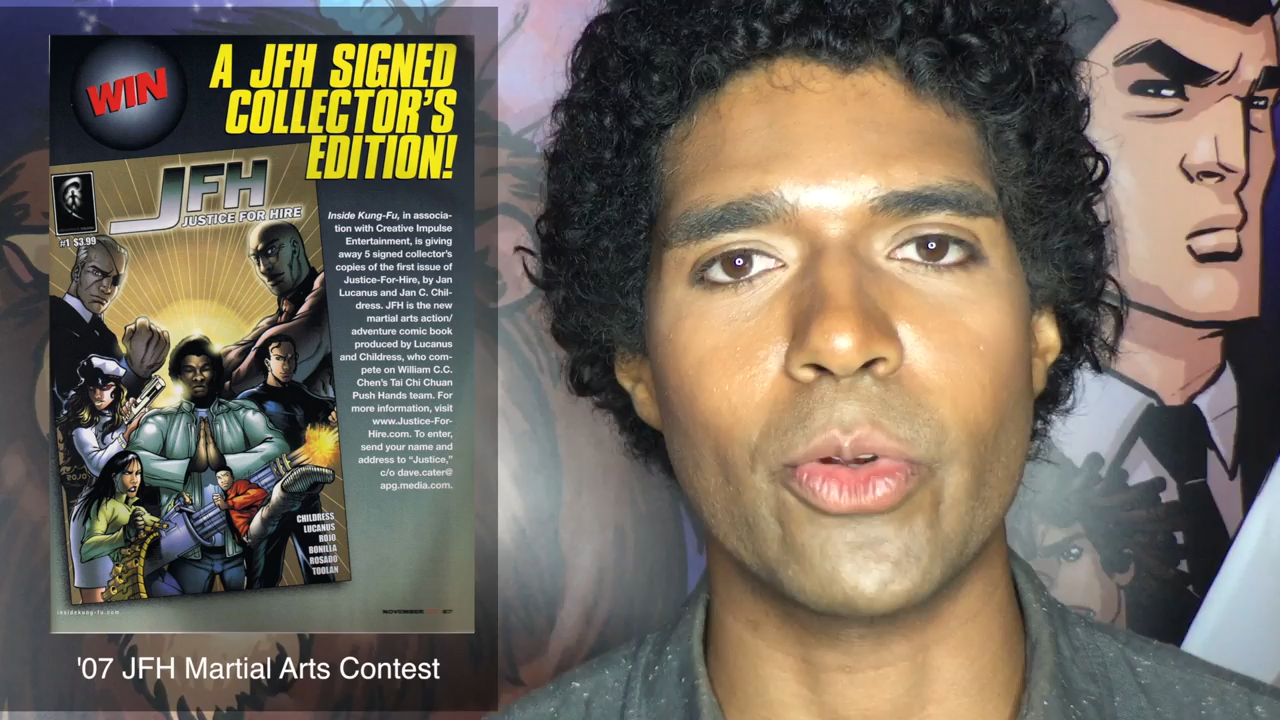 WIN
A JFH SIGNED
COLLECTOR'S
EDITION!
JFH
JUSTICE FOR HIRE
#1 $3.99
Inside Kung-Fu, in associa-
tion with Creative Impulse
Entertainment, is giving
away 5 signed collector's
copies of the first issue of
Justice-For-Hire, by Jan
Lucanus and Jan C. Chil-
dress. JFH is the new
martial arts action/
adventure comic book
produced by Lucanus
and Childress, who com-
pete on William C.C.
Chen's Tai Chi Chuan
Push Hands team. For
more information, visit
www.Justice-For-
Hire.com. To enter,
send your name and
address to "Justice,"
c/o dave.cater@
apg.media.com.
ROJO
CHILDRESS
LUCANUS
ROJO
BONILLA
ROSADO
TOOLAN
insidekung-fu.com
NOVEMBER
'07 JFH Martial Arts Contest